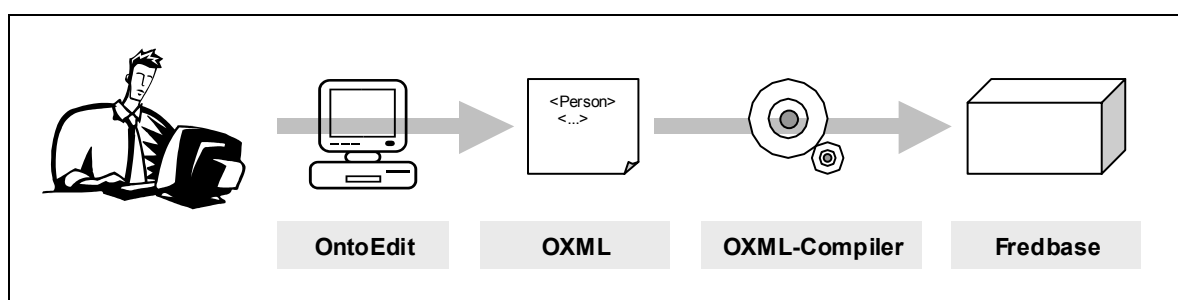 <Person>
<...>
OntoEdit
OXML
OXML-Compiler
Fredbase